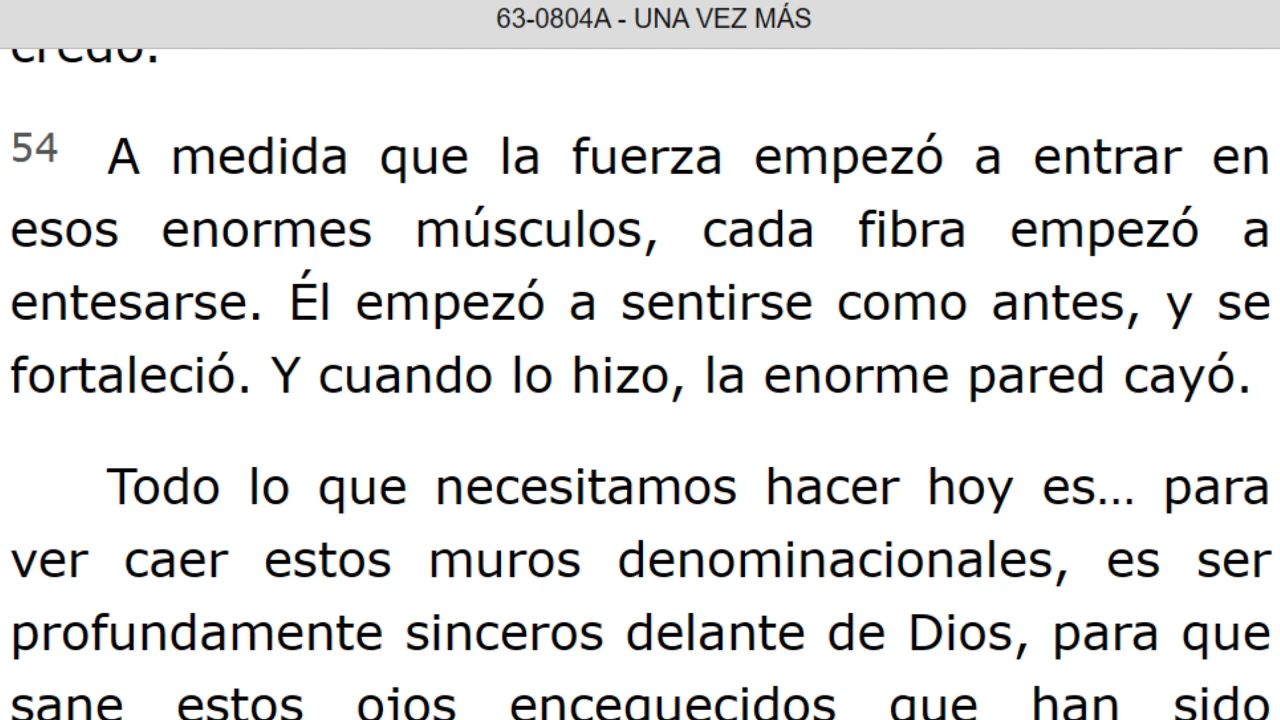 63-0804A - UNA VEZ MÁS
credo.
54 A medida que la fuerza empezó a entrar en
esos enormes músculos, cada fibra empezó a
entesarse. Él empezó a sentirse como antes, y se
fortaleció. Y cuando lo hizo, la enorme pared cayó.
Todo lo que necesitamos hacer hoy es... para
ver caer estos muros denominacionales, es ser
profundamente sinceros delante de Dios, para que
sane estos ojos enceguecidos que han sido